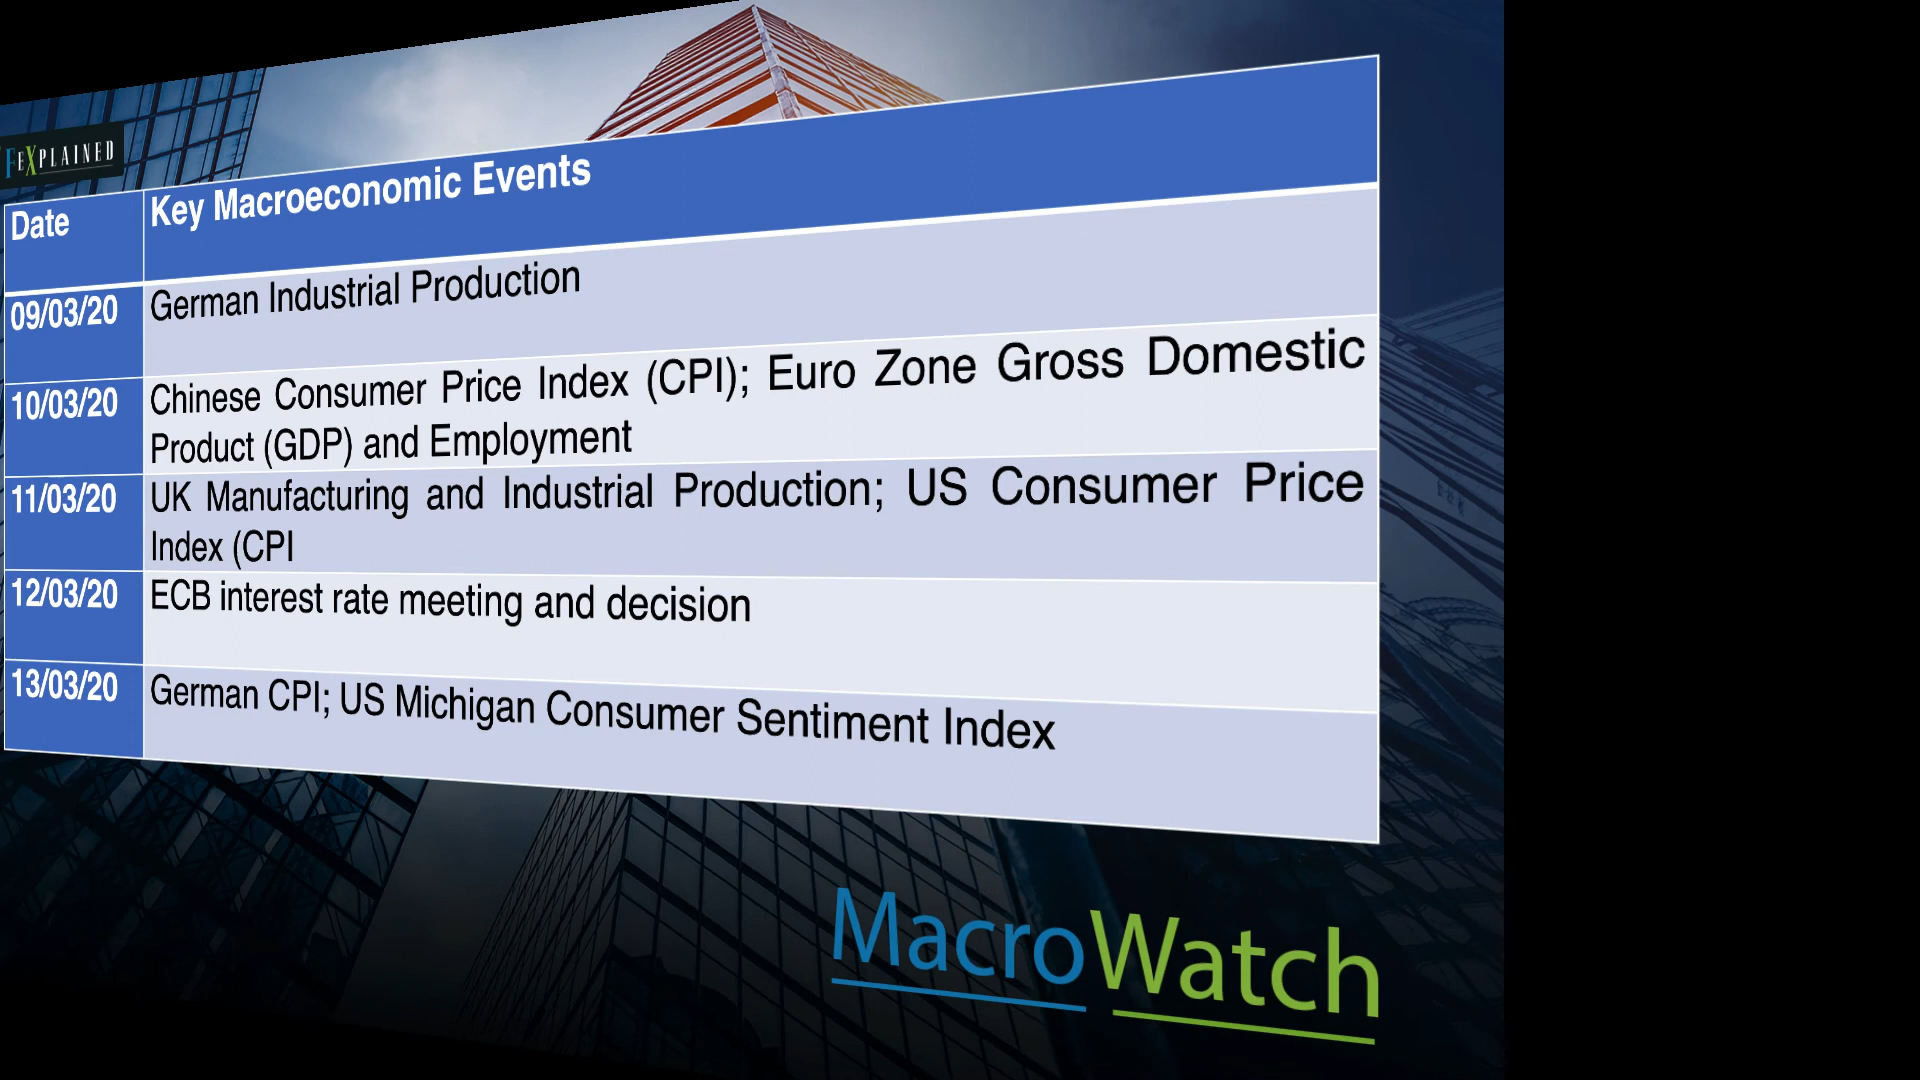 FEXPLAINED
Date
Key Macroeconomic Events
09/03/20
German Industrial Production
10/03/20
Chinese Consumer Price Index (CPI); Euro Zone Gross Domestic
Product (GDP) and Employment
11/03/20
UK Manufacturing and Industrial Production; US Consumer Price
Index (CPI
12/03/20
ECB interest rate meeting and decision
13/03/20
German CPI; US Michigan Consumer Sentiment Index
MacroWatch